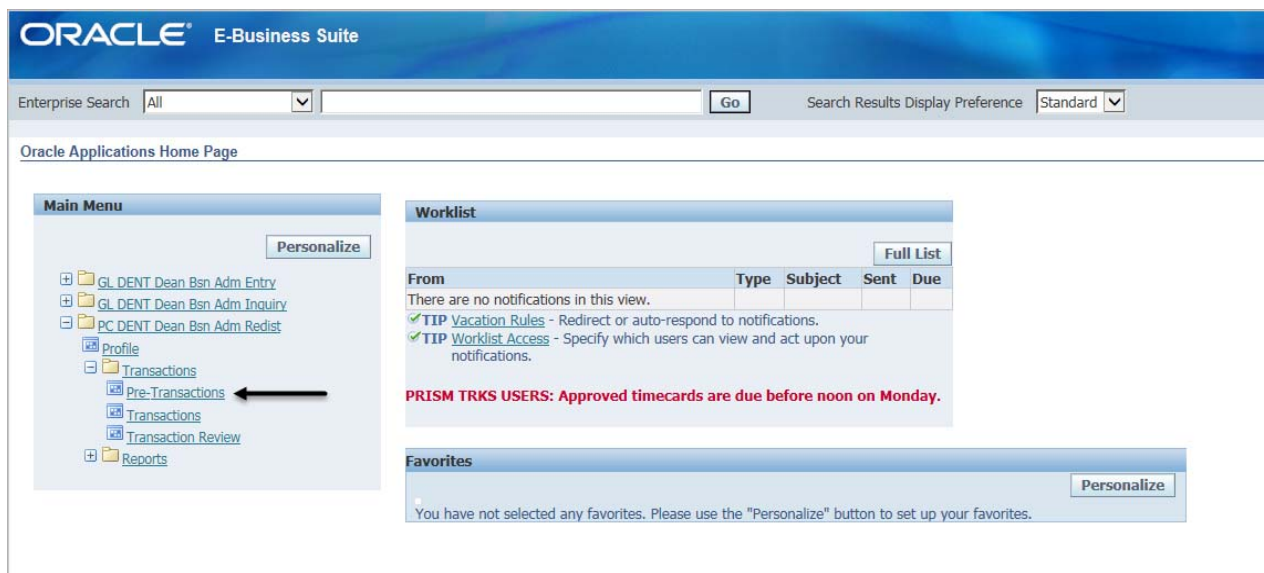 ORACLE® E-Business Suite
Enterprise Search All Go Search Results Display Preference Standard
Oracle Applications Home Page
Main Menu
Personalize
GL DENT Dean Bsn Adm Entry
GL DENT Dean Bsn Adm Inquiry
PC DENT Dean Bsn Adm Redist
Profile
Transactions
Pre-Transactions
Transactions
Transaction Review
Reports
Worklist
Full List
From Type Subject Sent Due
There are no notifications in this view.
TIP Vacation Rules - Redirect or auto-respond to notifications.
TIP Worklist Access - Specify which users can view and act upon your
notifications.
PRISM TRKS USERS: Approved timecards are due before noon on Monday.
Favorites
Personalize
You have not selected any favorites. Please use the "Personalize" button to set up your favorites.